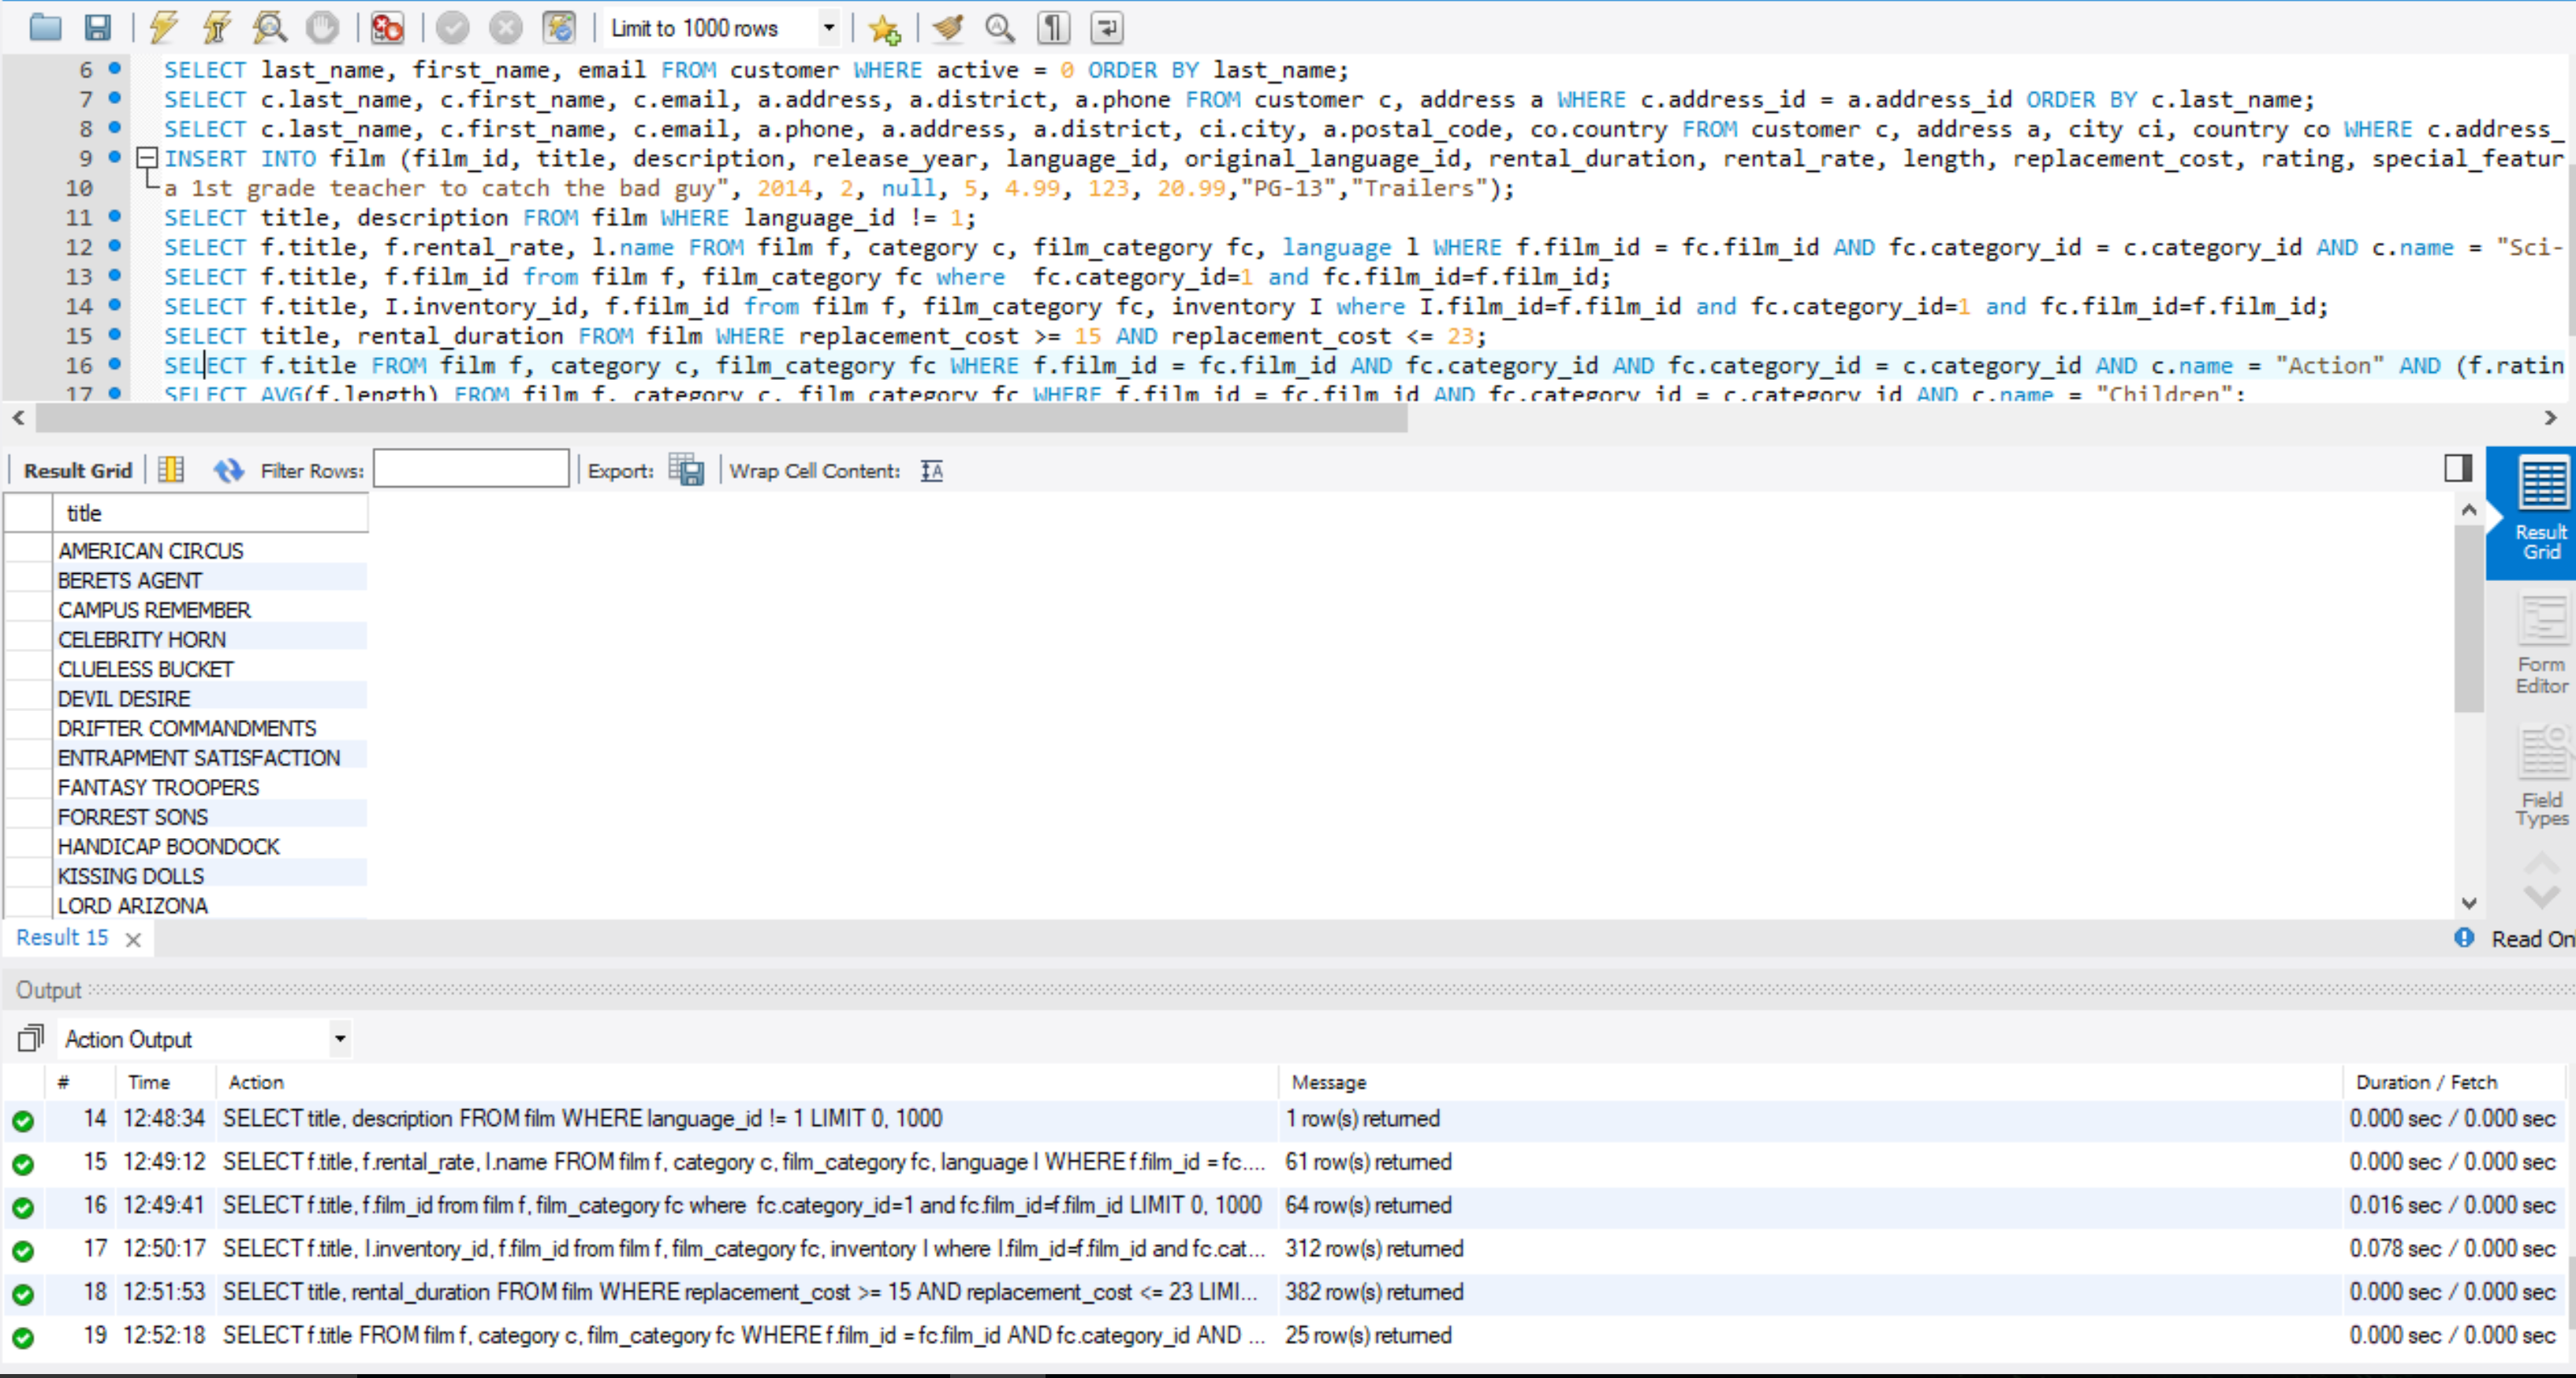 Limit to 1000 rows
6 SELECT last_name, first_name, email FROM customer WHERE active = 0 ORDER BY last_name;
7 SELECT c.last_name, c.first_name, c.email, a.address, a.district, a.phone FROM customer c, address a WHERE c.address_id = a.address_id ORDER BY c.last_name;
8 SELECT c.last_name, c.first_name, c.email, a.phone, a.address, a.district, ci.city, a.postal_code, co.country FROM customer c, address a, city ci, country co WHERE c.address_
9 INSERT INTO film (film_id, title, description, release_year, language_id, original_language_id, rental_duration, rental_rate, length, replacement_cost, rating, special_featur
10 a 1st grade teacher to catch the bad guy", 2014, 2, null, 5, 4.99, 123, 20.99,"PG-13","Trailers");
11 SELECT title, description FROM film WHERE language_id != 1;
12 SELECT f.title, f.rental_rate, l.name FROM film f, category c, film_category fc, language l WHERE f.film_id = fc.film_id AND fc.category_id = c.category_id AND c.name = "Sci-
13 SELECT f.title, f.film_id from film f, film_category fc where  fc.category_id=1 and fc.film_id=f.film_id;
14 SELECT f.title, I.inventory_id, f.film_id from film f, film_category fc, inventory I where I.film_id=f.film_id and fc.category_id=1 and fc.film_id=f.film_id;
15 SELECT title, rental_duration FROM film WHERE replacement_cost >= 15 AND replacement_cost <= 23;
16 SELECT f.title FROM film f, category c, film_category fc WHERE f.film_id = fc.film_id AND fc.category_id AND fc.category_id = c.category_id AND c.name = "Action" AND (f.ratin
17 SELECT AVG(f.length) FROM film f, category c, film_category fc WHERE f.film_id = fc.film_id AND fc.category_id = c.category_id AND c.name = "Children";
Result Grid Filter Rows: Export: Wrap Cell Content:
title
AMERICAN CIRCUS
BERETS AGENT
CAMPUS REMEMBER
CELEBRITY HORN
CLUELESS BUCKET
DEVIL DESIRE
DRIFTER COMMANDMENTS
ENTRAPMENT SATISFACTION
FANTASY TROOPERS
FORREST SONS
HANDICAP BOONDOCK
KISSING DOLLS
LORD ARIZONA
Result
Grid
Form
Editor
Field
Types
Result 15 Read On
Output
Action Output
# Time Action Message Duration / Fetch
14 12:48:34 SELECT title, description FROM film WHERE language_id != 1 LIMIT 0, 1000 1 row(s) returned 0.000 sec / 0.000 sec
15 12:49:12 SELECT f.title, f.rental_rate, l.name FROM film f, category c, film_category fc, language l WHERE f.film_id = fc.... 61 row(s) returned 0.000 sec / 0.000 sec
16 12:49:41 SELECT f.title, f.film_id from film f, film_category fc where  fc.category_id=1 and fc.film_id=f.film_id LIMIT 0, 1000 64 row(s) returned 0.016 sec / 0.000 sec
17 12:50:17 SELECT f.title, I.inventory_id, f.film_id from film f, film_category fc, inventory I where I.film_id=f.film_id and fc.cat... 312 row(s) returned 0.078 sec / 0.000 sec
18 12:51:53 SELECT title, rental_duration FROM film WHERE replacement_cost >= 15 AND replacement_cost <= 23 LIMI... 382 row(s) returned 0.000 sec / 0.000 sec
19 12:52:18 SELECT f.title FROM film f, category c, film_category fc WHERE f.film_id = fc.film_id AND fc.category_id AND ... 25 row(s) returned 0.000 sec / 0.000 sec